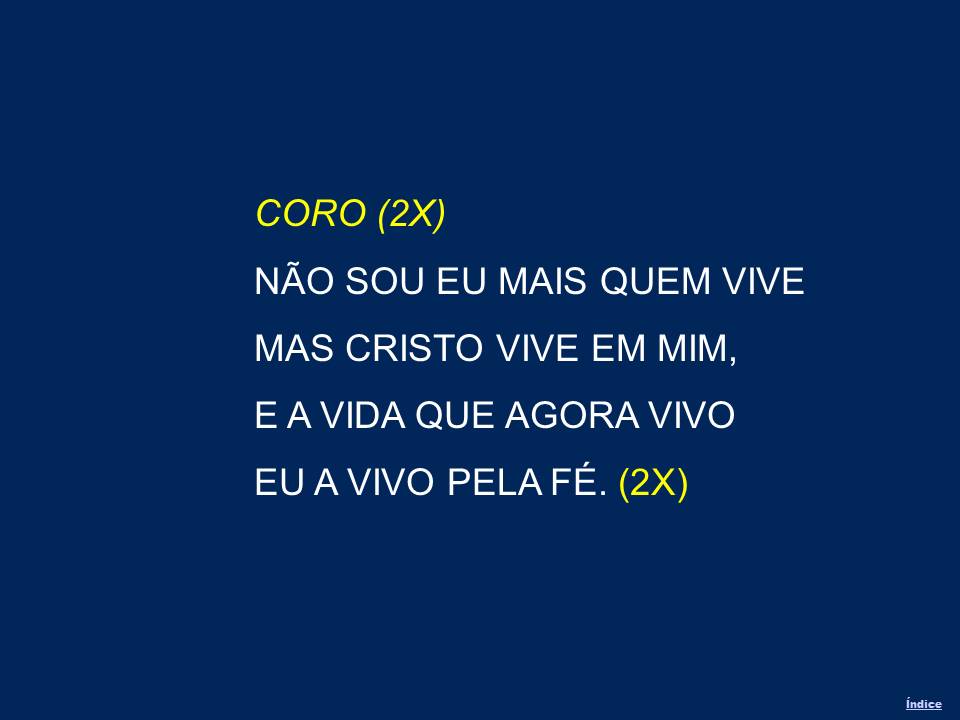 CORO (2X)
NÃO SOU EU MAIS QUEM VIVE
MAS CRISTO VIVE EM MIM,
E A VIDA QUE AGORA VIVO
EU A VIVO PELA FÉ. (2X)
Índice